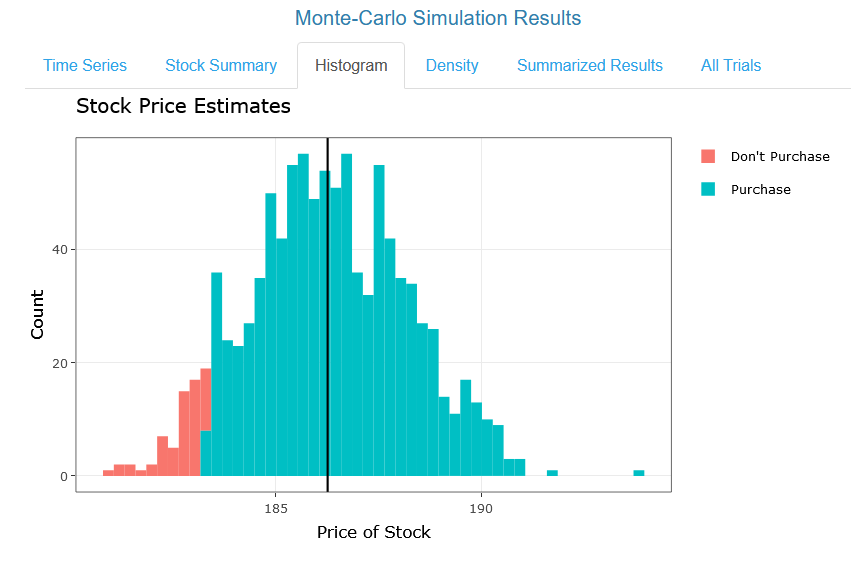 Monte-Carlo Simulation Results
Time Series Stock Summary Histogram Density Summarized Results All Trials
Stock Price Estimates
Don't Purchase
Purchase
40
20
0
Count
185 190
Price of Stock